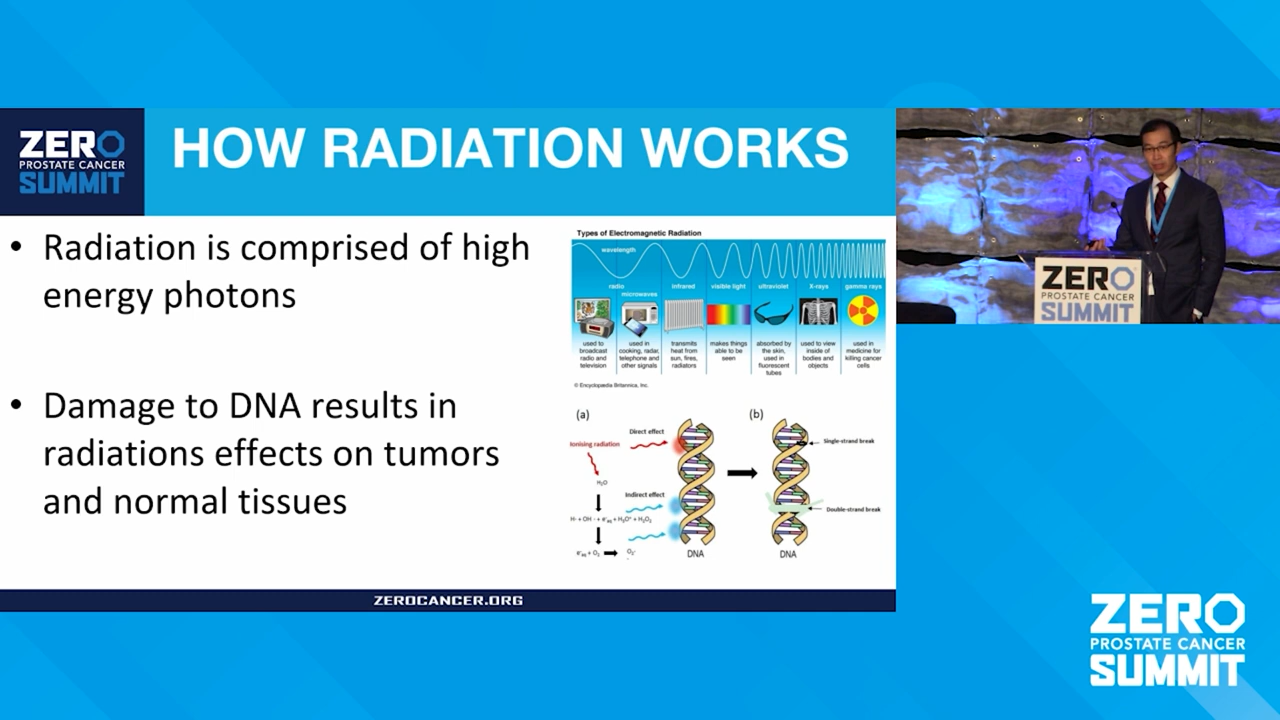 ZERO
PROSTATE CANCER
SUMMIT
HOW RADIATION WORKS
• Radiation is comprised of high
energy photons
• Damage to DNA results in
radiations effects on tumors
and normal tissues
Types of Electromagnetic Radiation
wavelength
radio
microwaves
infrared
visible light
ultraviolet
X-rays
gamma rays
used to
broadcast
radio and
television
used in
cooking, radar,
telephone and
other signals
transmits
heat from
sun, fires,
radiators
makes things
able to be
seen
absorbed by
the skin,
used in
fluorescent
tubes
used to view
inside of
bodies and
objects
used in
medicine for
killing cancer
cells
© Encyclopædia Britannica, Inc.
(a)
Ionising radiation
Direct effect
H₂O
Indirect effect
DNA
(b)
Single-strand break
Double-strand break
DNA
ZEROCANCER.ORG
ZERO
PROSTATE CANCER
SUMMIT
ZERO
PROSTATE CANCER
SUMMIT